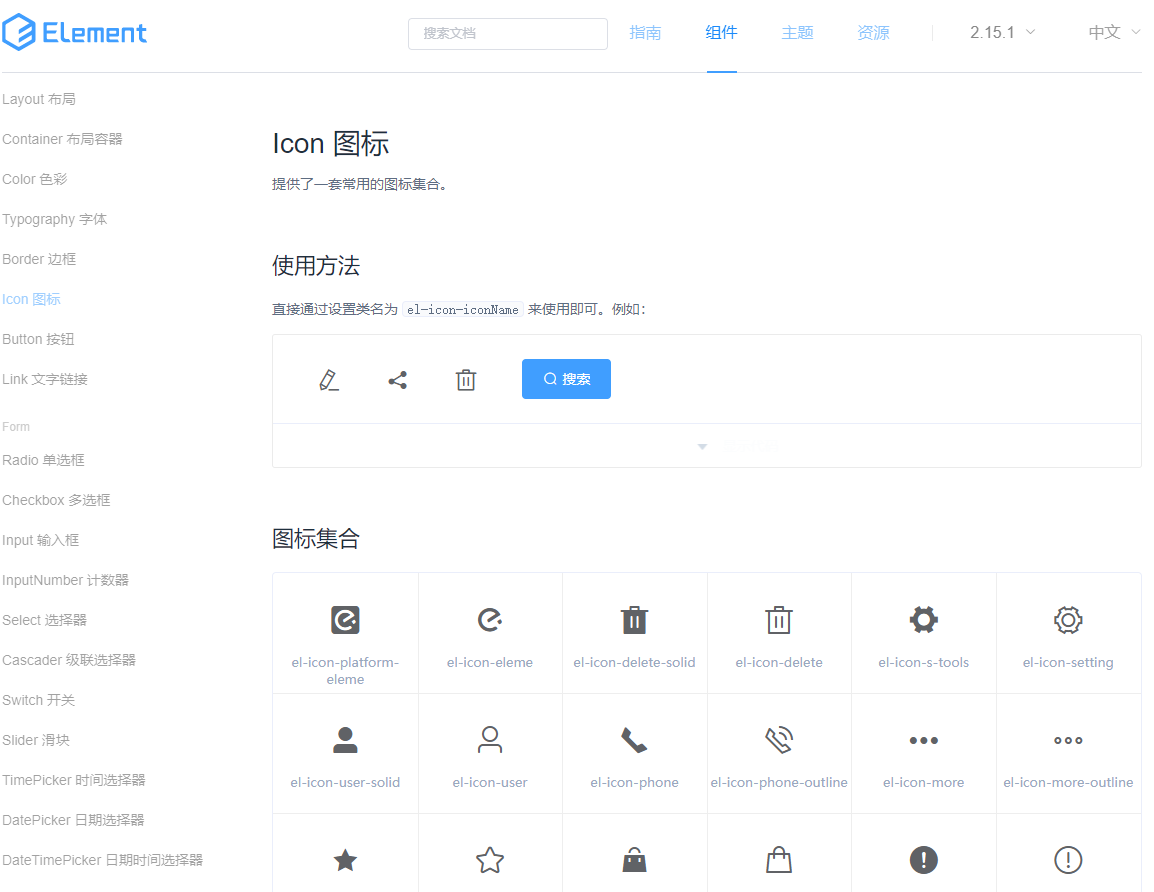 Element
搜索文档
指南
组件
主题
资源
2.15.1
中文
Layout 布局
Container 布局容器
Color 色彩
Typography 字体
Border 边框
Icon 图标
Button 按钮
Link 文字链接
Form
Radio 单选框
Checkbox 多选框
Input 输入框
InputNumber 计数器
Select 选择器
Cascader 级联选择器
Switch 开关
Slider 滑块
TimePicker 时间选择器
DatePicker 日期选择器
DateTimePicker 日期时间选择器
Icon 图标
提供了一套常用的图标集合。
使用方法
直接通过设置类名为 el-icon-iconName 来使用即可。例如：
搜索
图标集合
el-icon-platform-
eleme
el-icon-eleme
el-icon-delete-solid
el-icon-delete
el-icon-s-tools
el-icon-setting
el-icon-user-solid
el-icon-user
el-icon-phone
el-icon-phone-outline
el-icon-more
el-icon-more-outline